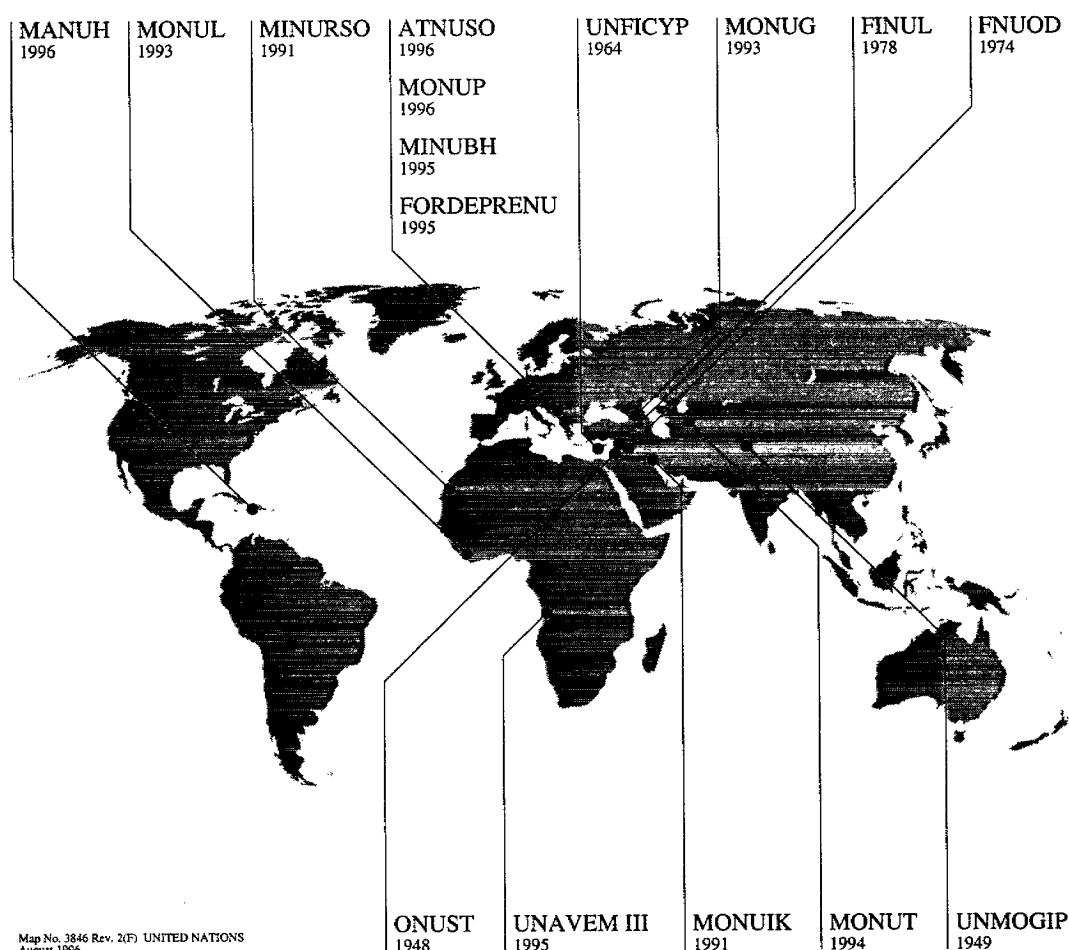 MANUH
1996
MONUL
1993
MINURSO
1991
ATNUSO
1996
MONUP
1996
MINUBH
1995
FORDEPRENU
1995
UNFICYP
1964
MONUG
1993
FINUL
1978
FNUOD
1974
ONUST
1948
UNAVEM III
1995
MONUIK
1991
MONUT
1994
UNMOGIP
1949
Map No. 3846 Rev. 2(F) UNITED NATIONS
August 1996